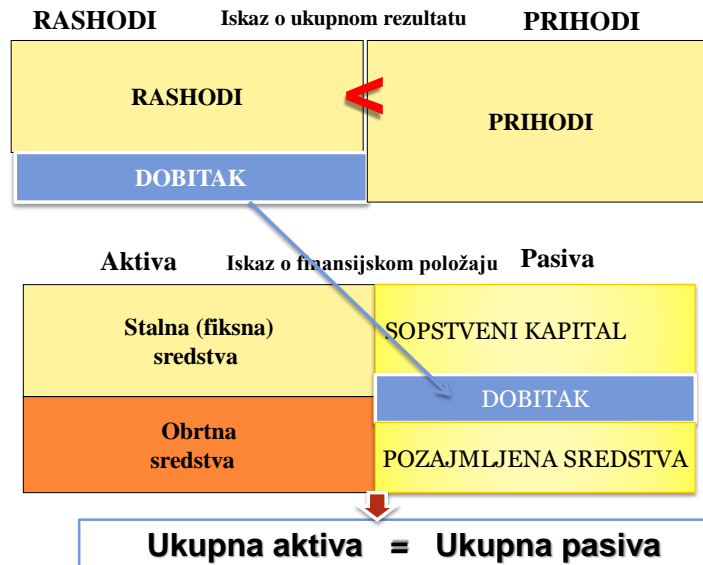 RASHODI Iskaz o ukupnom rezultatu PRIHODI
RASHODI
<
PRIHODI
DOBITAK
Aktiva Iskaz o finansijskom položaju Pasiva
Stalna (fiksna)
sredstva
SOPSTVENI KAPITAL
DOBITAK
Obrtna
sredstva
POZAJMLJENA SREDSTVA
Ukupna aktiva = Ukupna pasiva